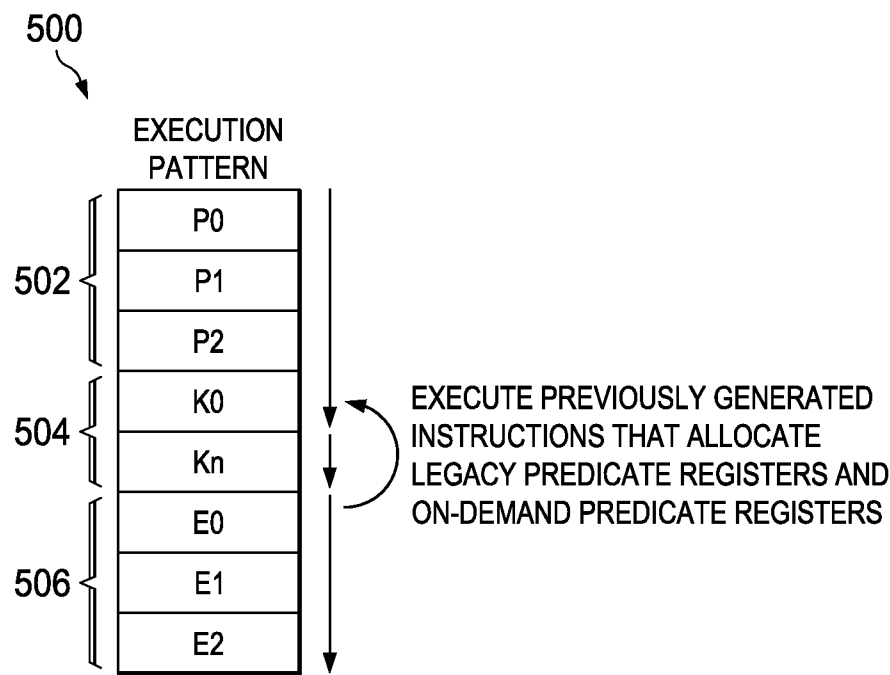 500
EXECUTION
PATTERN
P0
P1
502
P2
K0
504
Kn
E0
E1
506
E2
EXECUTE PREVIOUSLY GENERATED
INSTRUCTIONS THAT ALLOCATE
LEGACY PREDICATE REGISTERS AND
ON-DEMAND PREDICATE REGISTERS